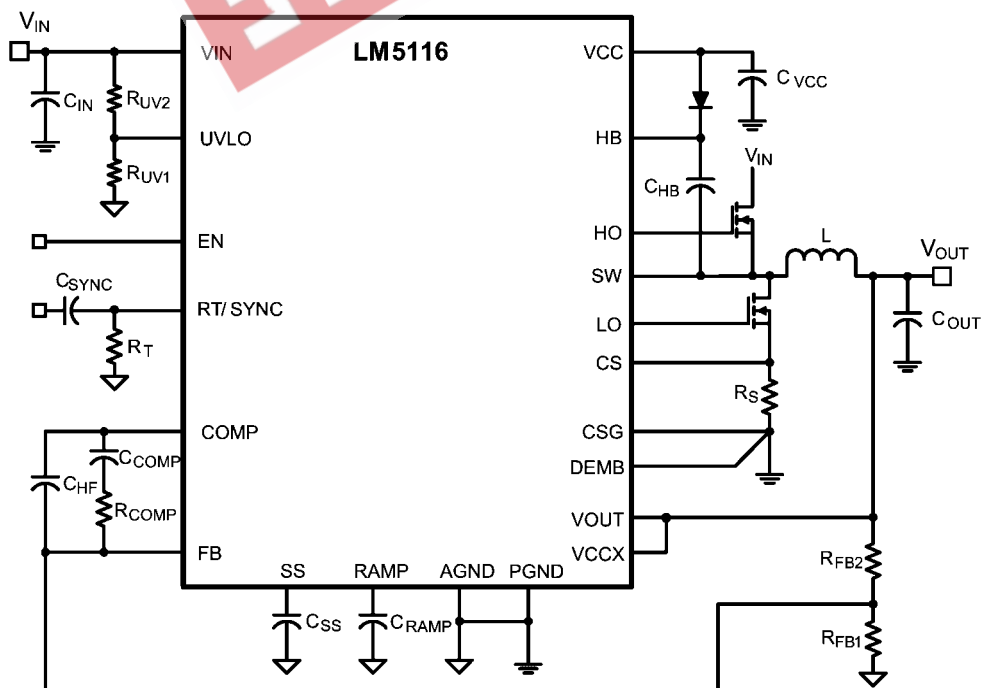 VIN
VIN
LM5116
VCC
CIN
RUV2
CVCC
UVLO
HB
RUV1
VIN
CHB
EN
HO
SW
L
VOUT
CSYNC
RT/SYNC
LO
COUT
RT
CS
RS
COMP
CSG
CCOMP
DEMB
CHF
RCOMP
VOUT
FB
VCCX
RFB2
SS
RAMP
AGND
PGND
CSS
CRAMP
RFB1